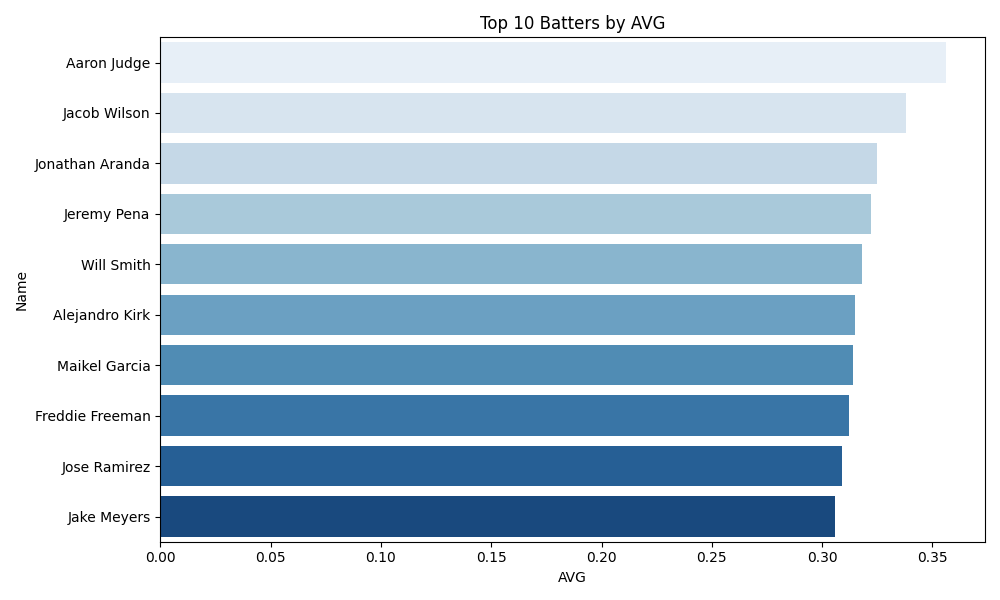 Top 10 Batters by AVG
Name
Aaron Judge
Jacob Wilson
Jonathan Aranda
Jeremy Pena
Will Smith
Alejandro Kirk
Maikel Garcia
Freddie Freeman
Jose Ramirez
Jake Meyers
0.00 0.05 0.10 0.15 0.20 0.25 0.30 0.35
AVG